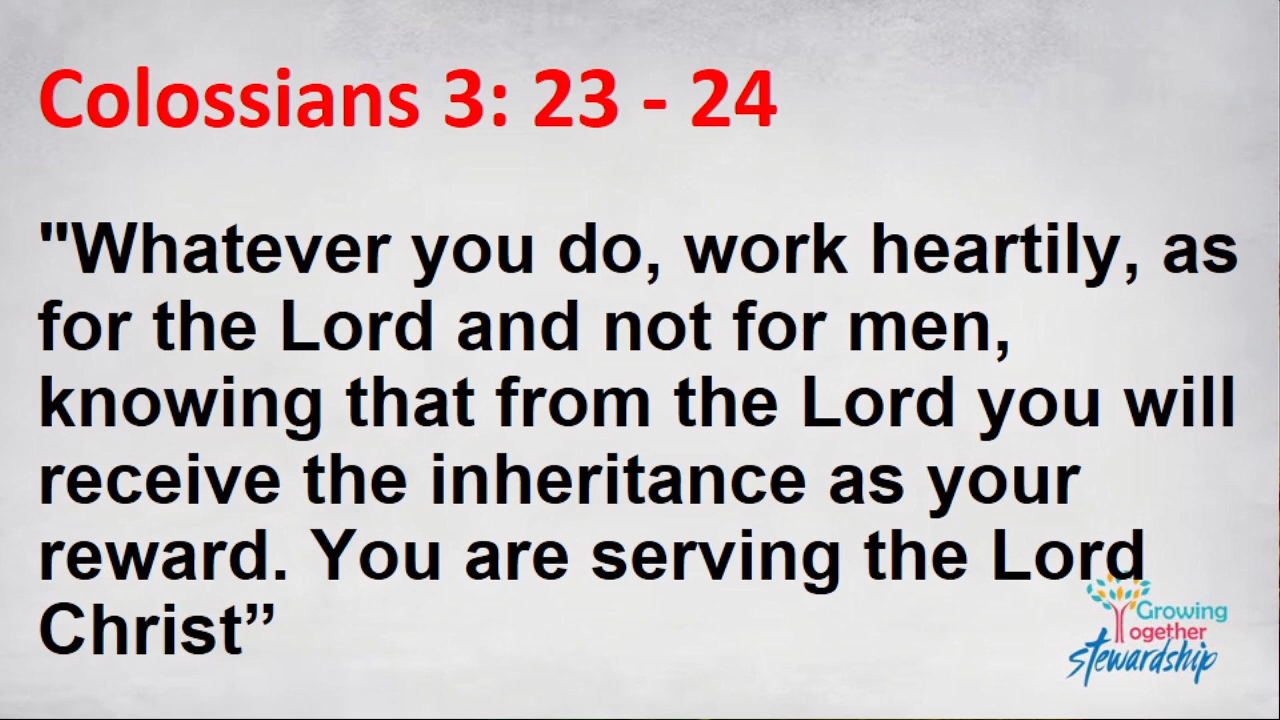 Colossians 3: 23 - 24
"Whatever you do, work heartily, as
for the Lord and not for men,
knowing that from the Lord you will
receive the inheritance as your
reward. You are serving the Lord
Christ”
Growing
Together
stewardship